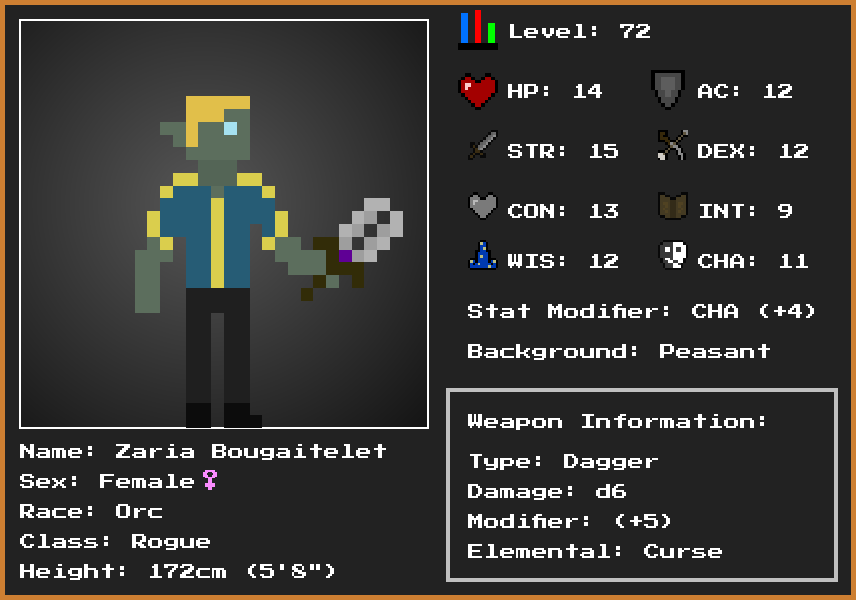 Level: 72
HP: 14 AC: 12
STR: 15 DEX: 12
CON: 13 INT: 9
WIS: 12 CHA: 11
Stat Modifier: CHA (+4)
Background: Peasant
Weapon Information:
Type: Dagger
Damage: d6
Modifier: (+5)
Elemental: Curse
Name: Zaria Bougaitelet
Sex: Female♀
Race: Orc
Class: Rogue
Height: 172cm (5'8")